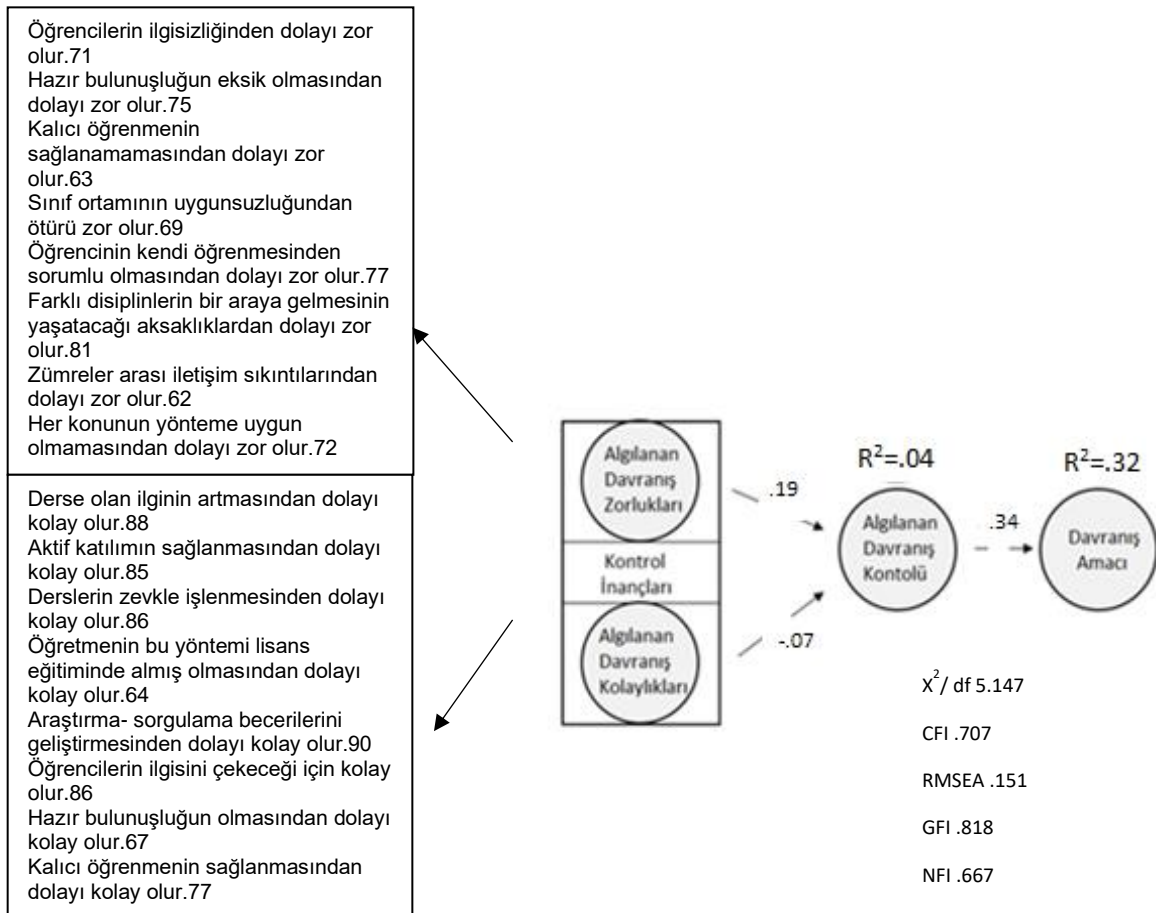 Öğrencilerin ilgisizliğinden dolayı zor
olur.71
Hazır bulunuşluğun eksik olmasından
dolayı zor olur.75
Kalıcı öğrenmenin
sağlanamamasından dolayı zor
olur.63
Sınıf ortamının uygunsuzluğundan
ötürü zor olur.69
Öğrencinin kendi öğrenmesinden
sorumlu olmasından dolayı zor olur.77
Farklı disiplinlerin bir araya gelmesinin
yaşatacağı aksaklıklardan dolayı zor
olur.81
Zümreler arası iletişim sıkıntılarından
dolayı zor olur.62
Her konunun yönteme uygun
olmamasından dolayı zor olur.72
Derse olan ilginin artmasından dolayı
kolay olur.88
Aktif katılımın sağlanmasından dolayı
kolay olur.85
Derslerin zevkle işlenmesinden dolayı
kolay olur.86
Öğretmenin bu yöntemi lisans
eğitiminde almış olmasından dolayı
kolay olur.64
Araştırma- sorgulama becerilerini
geliştirmesinden dolayı kolay olur.90
Öğrencilerin ilgisini çekeceği için kolay
olur.86
Hazır bulunuşluğun olmasından dolayı
kolay olur.67
Kalıcı öğrenmenin sağlanmasından
dolayı kolay olur.77
Algılanan
Davranış
Zorlukları
Kontrol
İnançları
Algılanan
Davranış
Kolaylıkları
.19
-.07
R²=.04
Algılanan
Davranış
Kontolü
.34
R²=.32
Davranış
Amacı
X²/ df 5.147
CFI .707
RMSEA .151
GFI .818
NFI .667